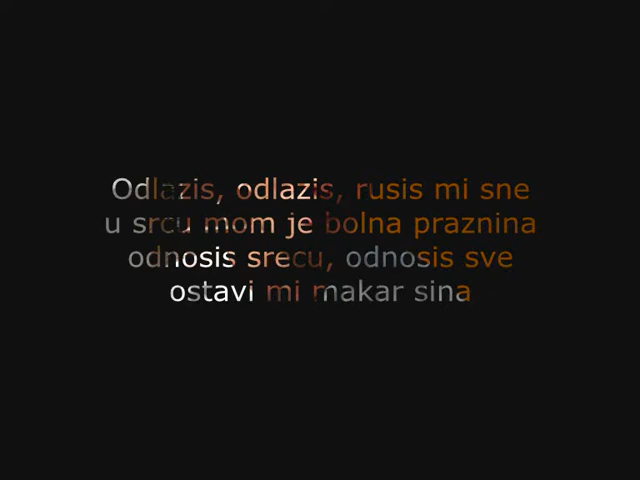 Odlazis, odlazis, rusis mi sne
u srcu mom je bolna praznina
odnosis srecu, odnosis sve
ostavi mi makar sina